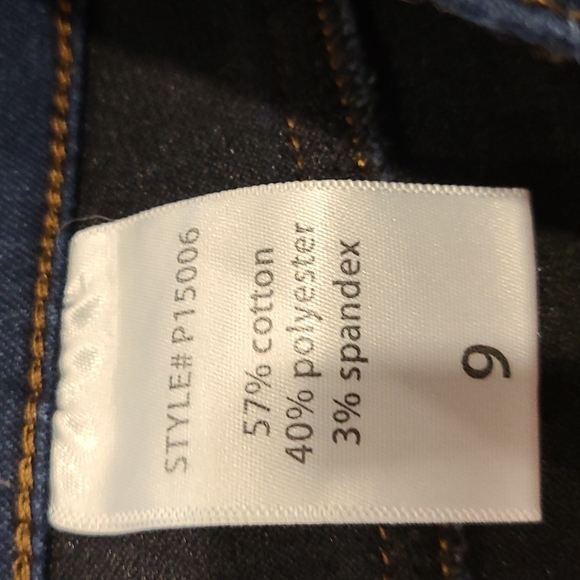 STYLE# P15006
57% cotton
40% polyester
3% spandex
9